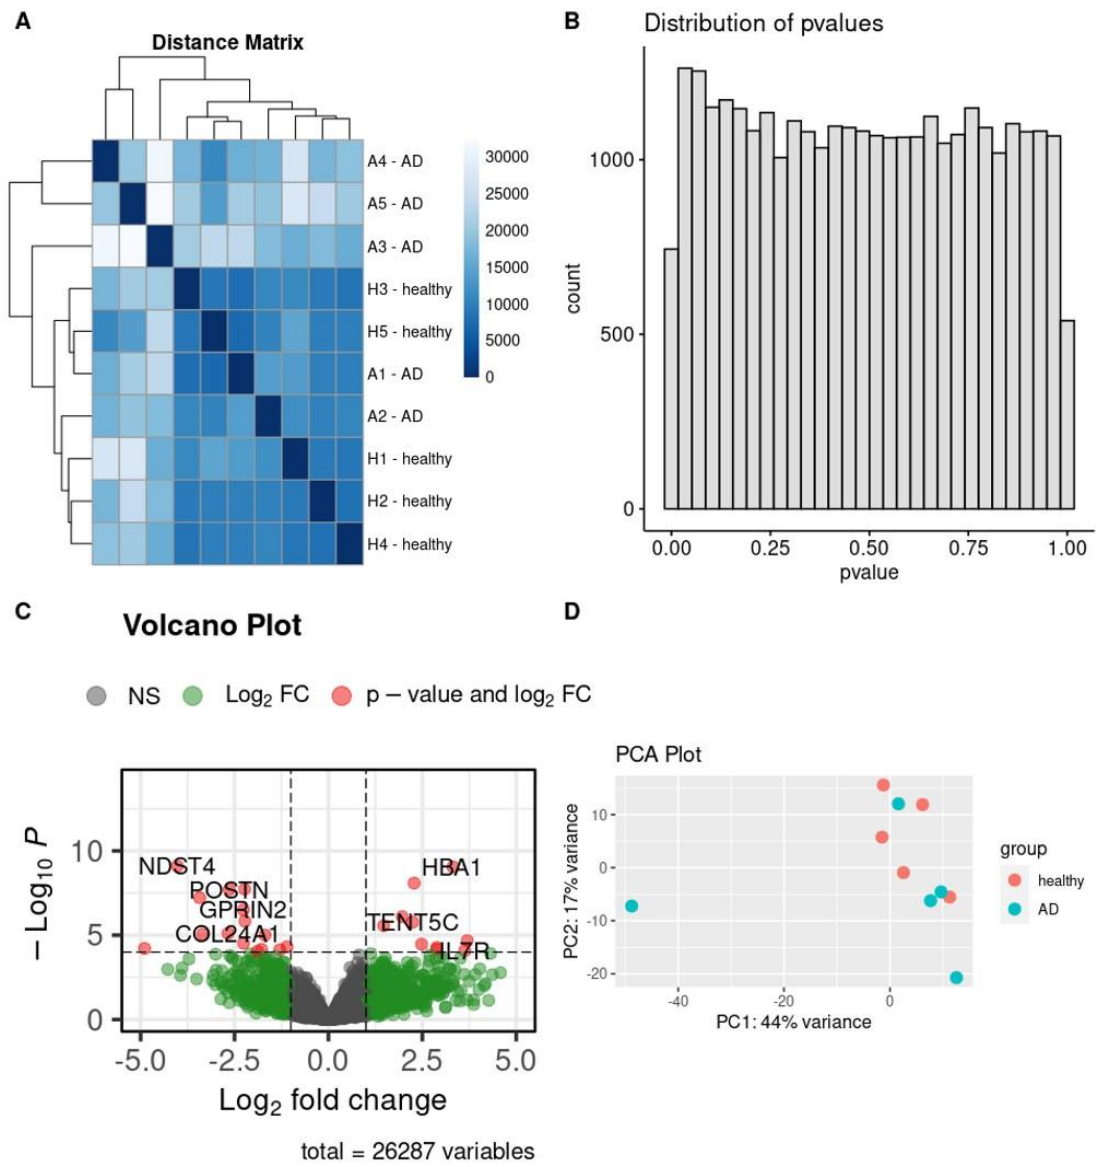 A
Distance Matrix
A4 - AD
A5 - AD
A3 - AD
H3 - healthy
H5 - healthy
A1 - AD
A2 - AD
H1 - healthy
H2 - healthy
H4 - healthy
30000
25000
20000
15000
10000
5000
0
B
Distribution of pvalues
count
1000
500
0
0.00 0.25 0.50 0.75 1.00
pvalue
C
Volcano Plot
NS Log2 FC p – value and log2 FC
– Log10 P
10
5
0
NDST4
HBA1
POSTN
GPRIN2
TENT5C
COL24A1
IL7R
-5.0 -2.5 0.0 2.5 5.0
Log2 fold change
total = 26287 variables
D
PCA Plot
PC2: 17% variance
10
0
-10
-20
-40 -20 0
PC1: 44% variance
group
healthy
AD